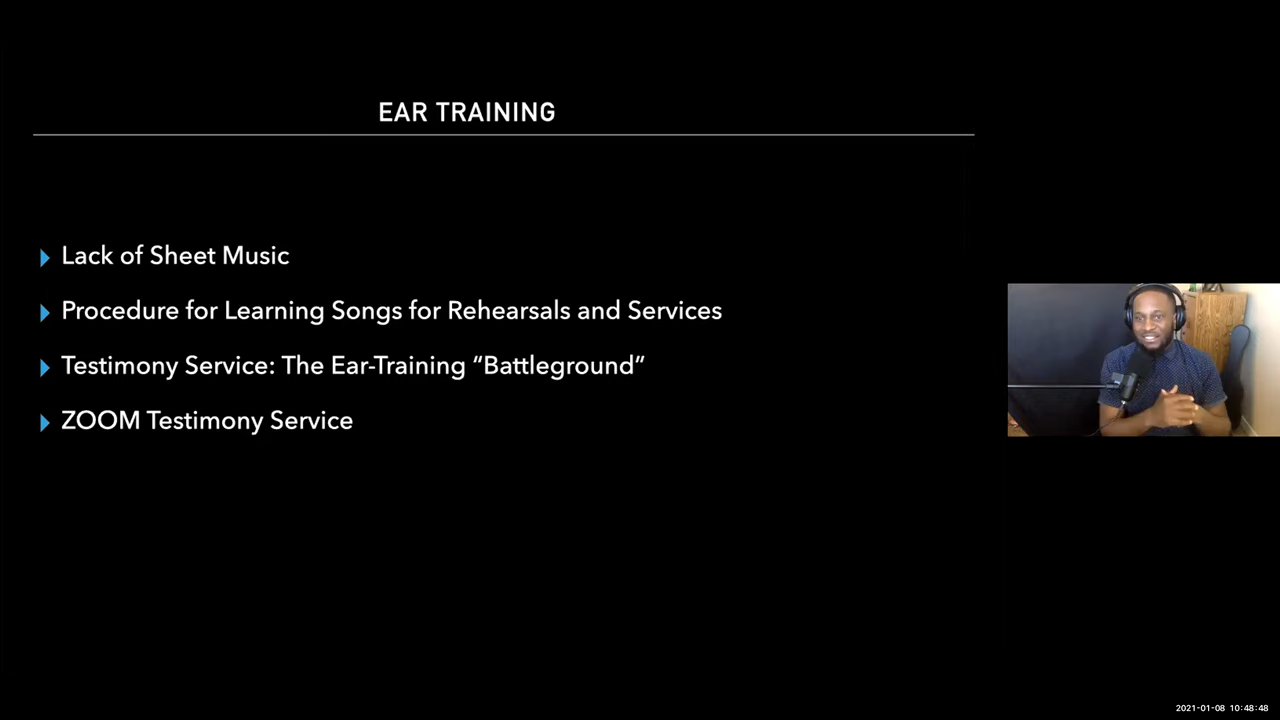 EAR TRAINING
Lack of Sheet Music
Procedure for Learning Songs for Rehearsals and Services
Testimony Service: The Ear-Training “Battleground”
ZOOM Testimony Service
2021-01-08 10:48:48